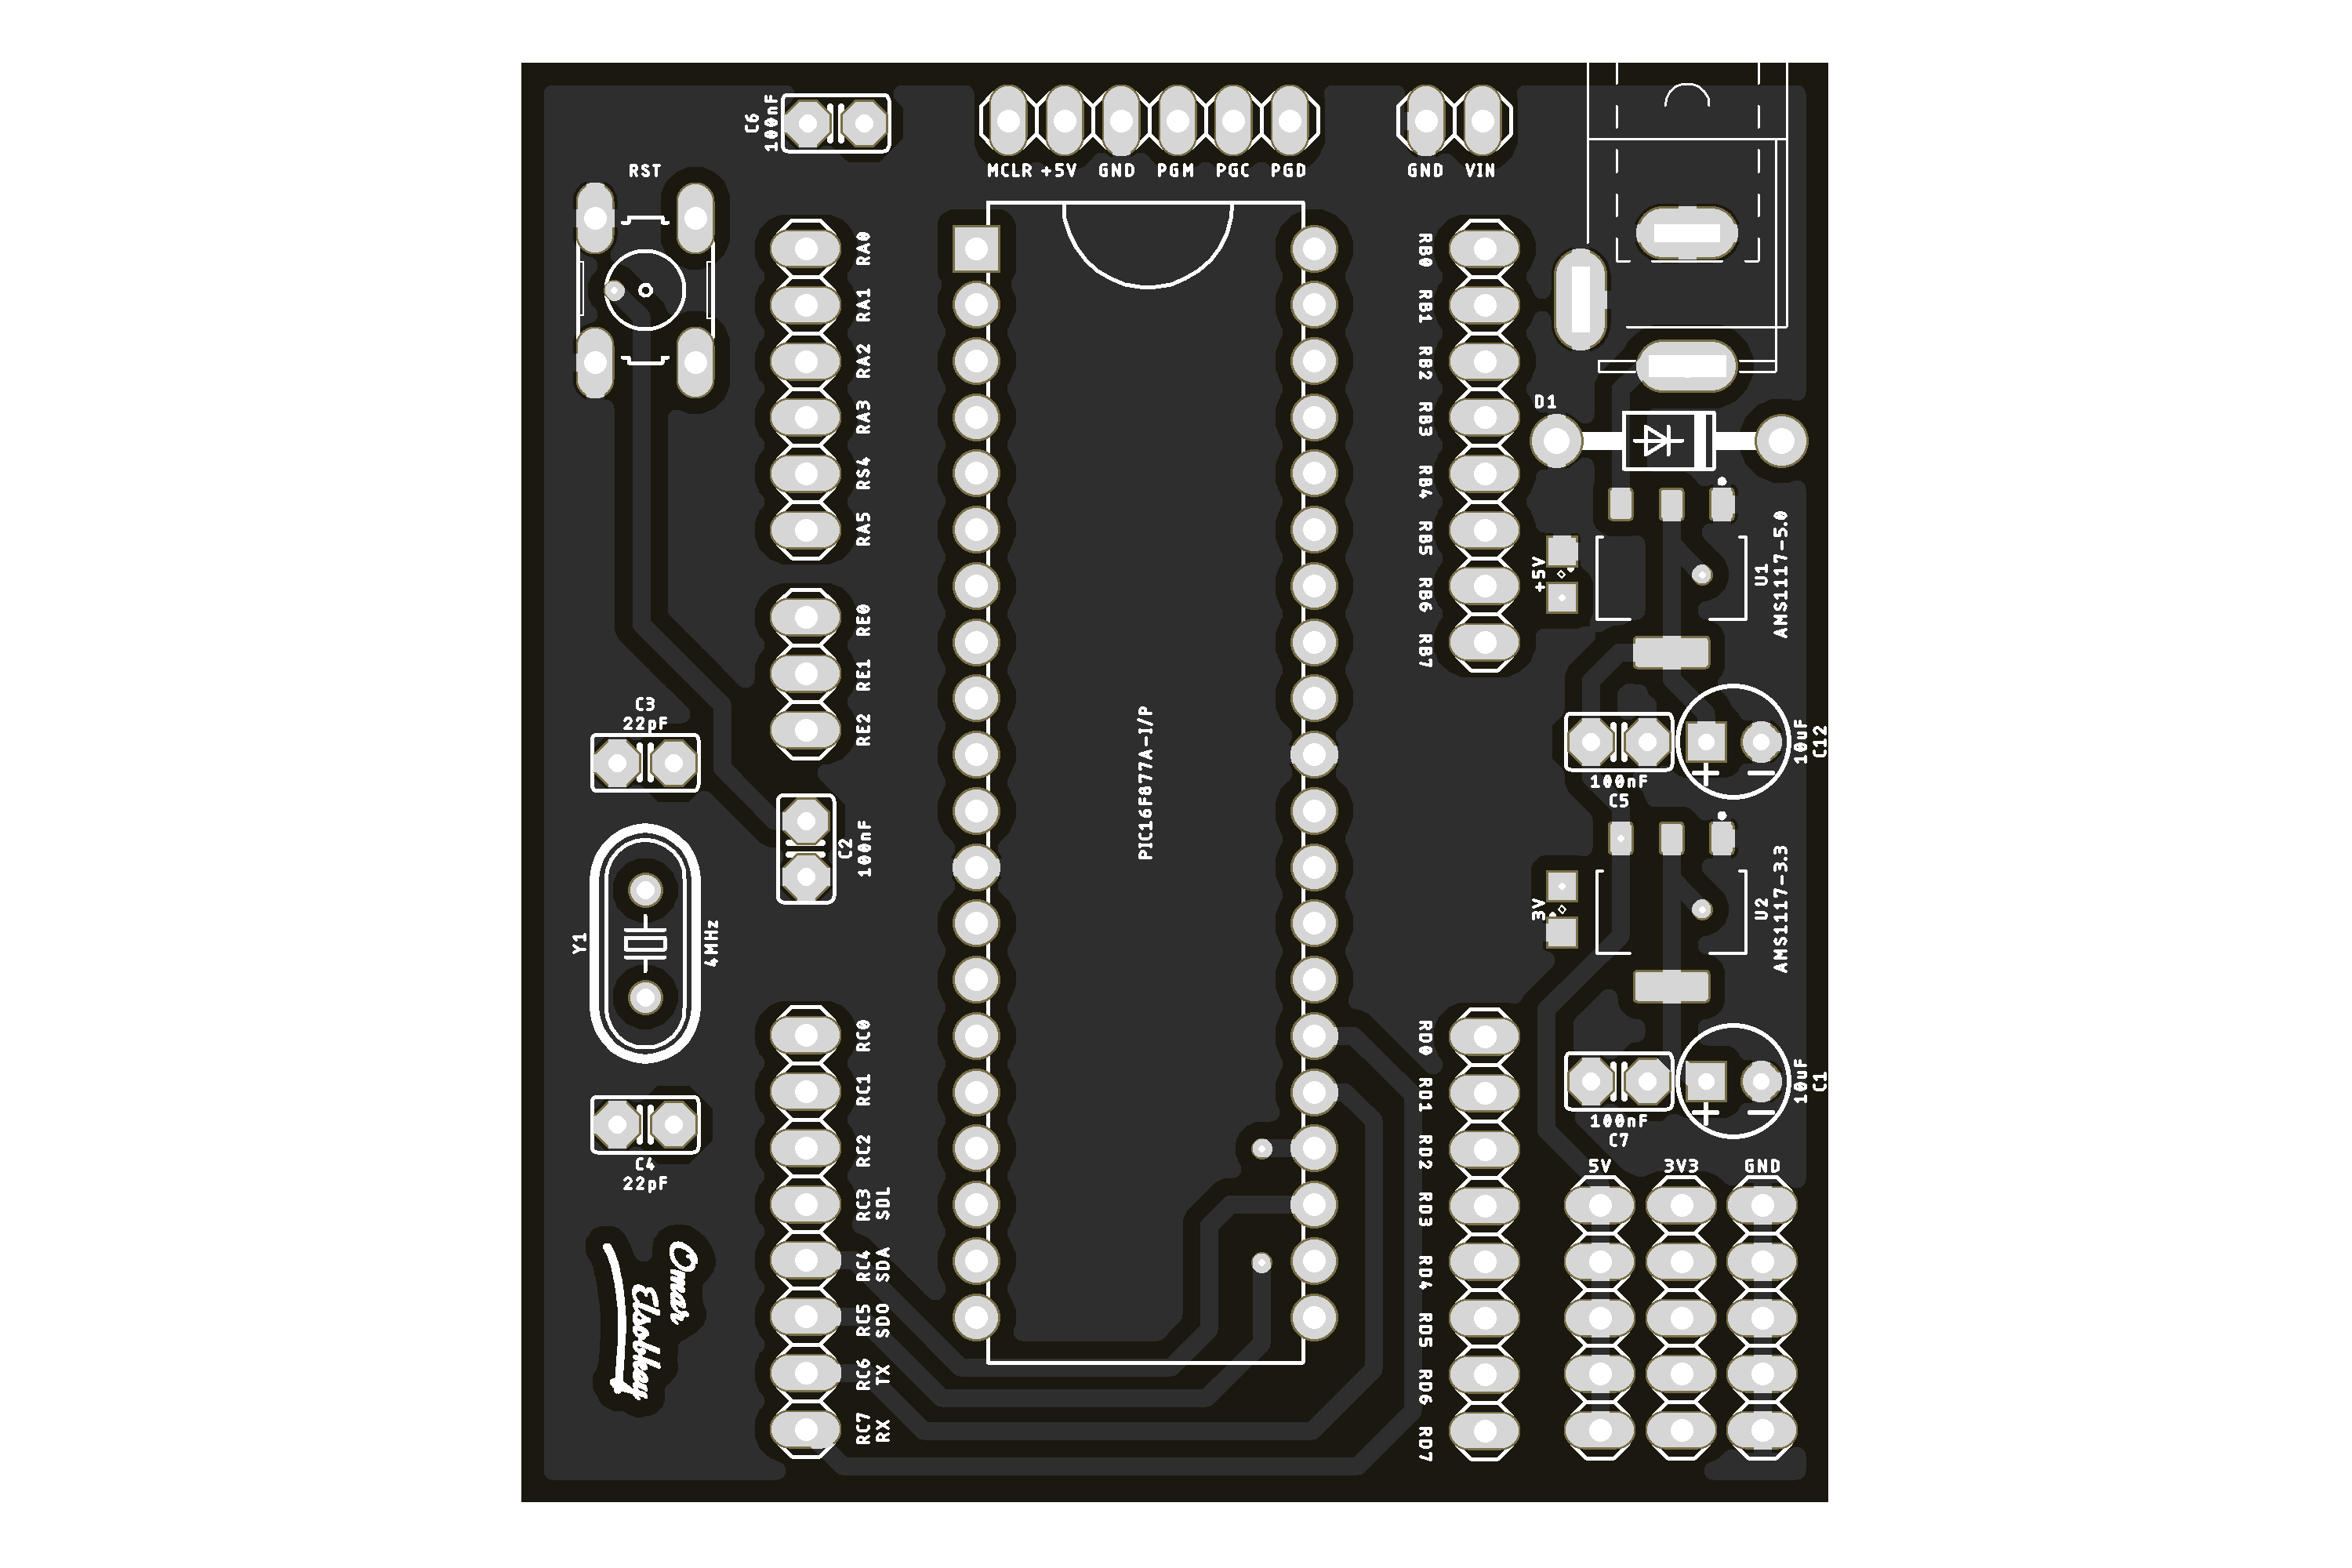 C6
100nF
MCLR +5V GND PGM PGC PGD
GND VIN
RST
RA0
RA1
RA2
RA3
RS4
RA5
RE0
RE1
RE2
RB0
RB1
RB2
RB3
RB4
RB5
RB6
RB7
D1
+5V
U1
AMS1117-5.0
C3
22pF
PIC16F877A-I/P
10uF
C12
100nF
C5
C2
100nF
Y1
4MHz
3V
U2
AMS1117-3.3
RC0
RC1
RC2
RC3
SDL
RC4
SDA
RC5
SDO
RC6
TX
RC7
RX
RD0
RD1
RD2
RD3
RD4
RD5
RD6
RD7
10uF
C1
100nF
C7
C4
22pF
5V 3V3 GND
Omar
Elsobkey